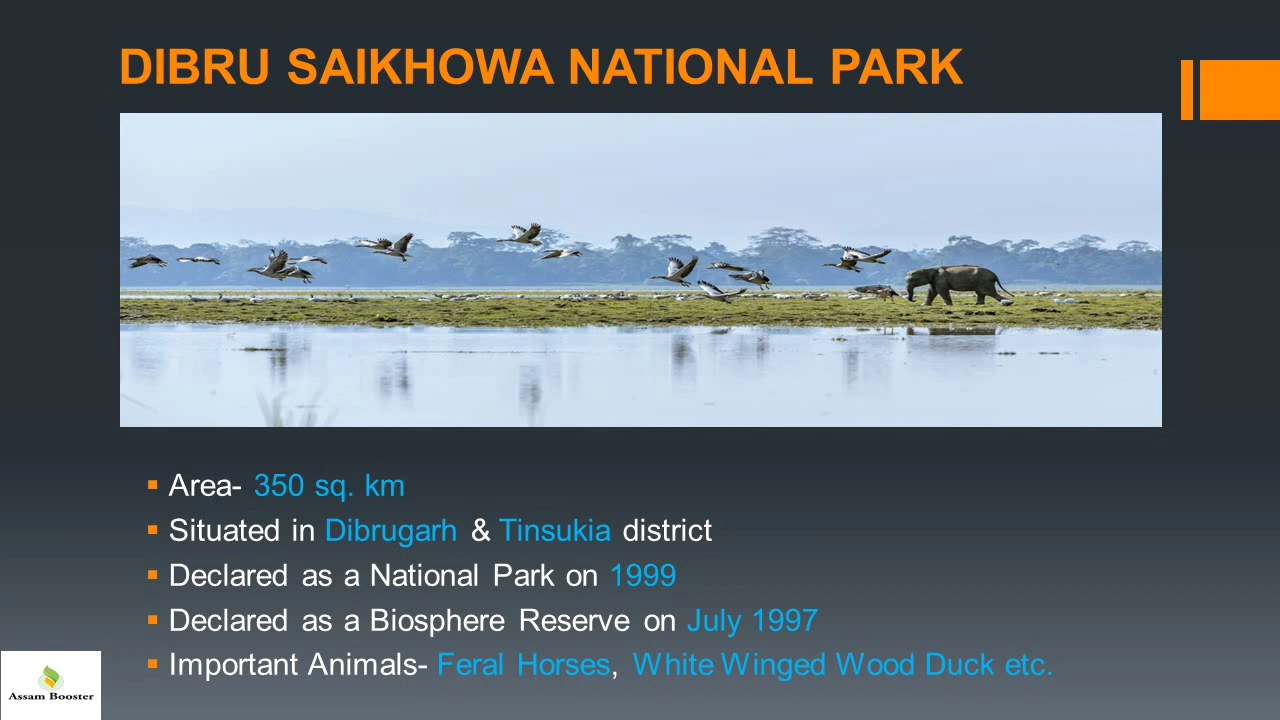 DIBRU SAIKHOWA NATIONAL PARK
Area- 350 sq. km
Situated in Dibrugarh & Tinsukia district
Declared as a National Park on 1999
Declared as a Biosphere Reserve on July 1997
Important Animals- Feral Horses, White Winged Wood Duck etc.
Assam Booster